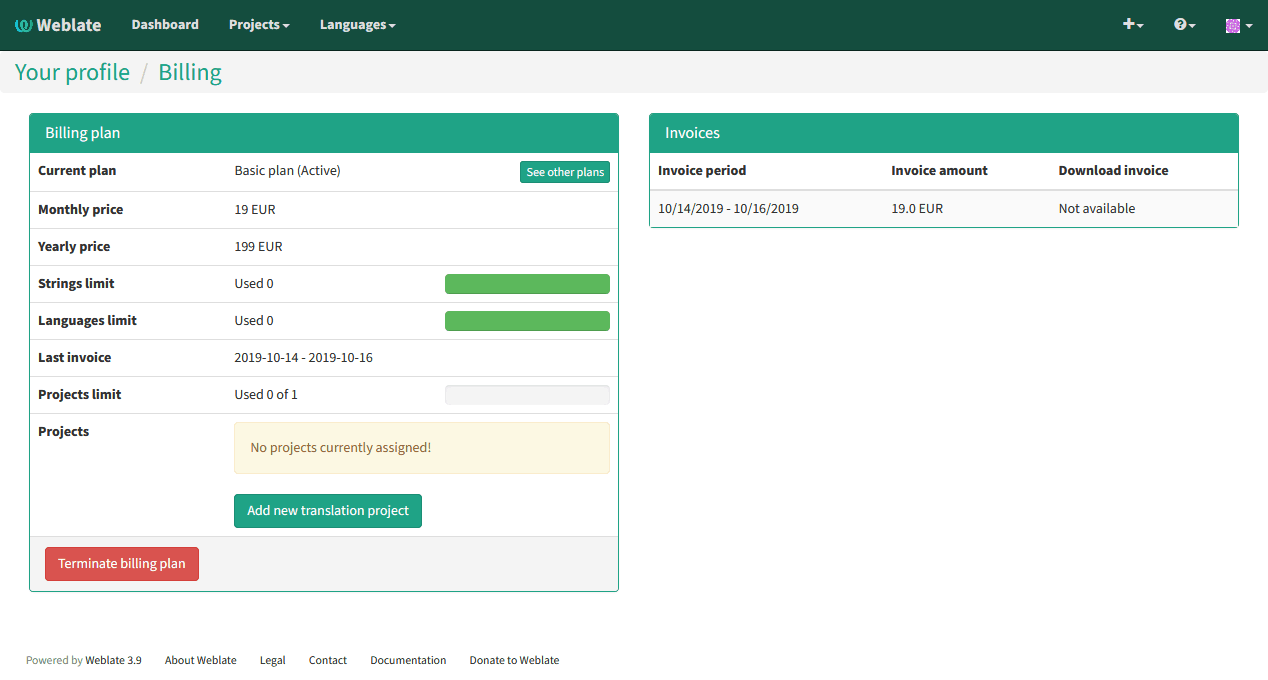 Weblate Dashboard Projects Languages
Your profile / Billing
Billing plan
Current plan Basic plan (Active) See other plans
Monthly price 19 EUR
Yearly price 199 EUR
Strings limit Used 0
Languages limit Used 0
Last invoice 2019-10-14 - 2019-10-16
Projects limit Used 0 of 1
Projects No projects currently assigned!
Add new translation project
Terminate billing plan
Invoices
Invoice period Invoice amount Download invoice
10/14/2019 - 10/16/2019 19.0 EUR Not available
Powered by Weblate 3.9 About Weblate Legal Contact Documentation Donate to Weblate